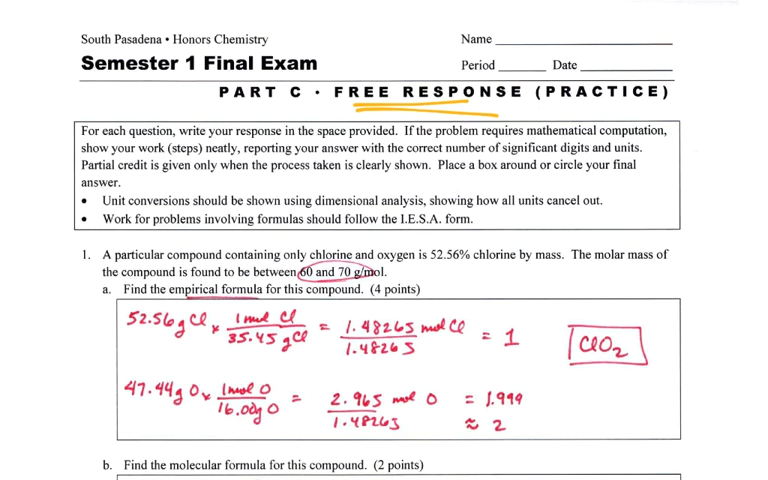 South Pasadena • Honors Chemistry Name
Semester 1 Final Exam Period Date
PART C • FREE RESPONSE (PRACTICE)
For each question, write your response in the space provided. If the problem requires mathematical computation,
show your work (steps) neatly, reporting your answer with the correct number of significant digits and units.
Partial credit is given only when the process taken is clearly shown. Place a box around or circle your final
answer.
• Unit conversions should be shown using dimensional analysis, showing how all units cancel out.
• Work for problems involving formulas should follow the I.E.S.A. form.
1. A particular compound containing only chlorine and oxygen is 52.56% chlorine by mass. The molar mass of
the compound is found to be between 60 and 70 g/mol.
a. Find the empirical formula for this compound. (4 points)
52.56g Cl × 1 mol Cl / 35.45 g Cl = 1.48265 mol Cl / 1.48265 = 1 ClO₂
47.44g O × 1 mol O / 16.00g O = 2.965 mol O / 1.48265 = 1.999
≈ 2
b. Find the molecular formula for this compound. (2 points)